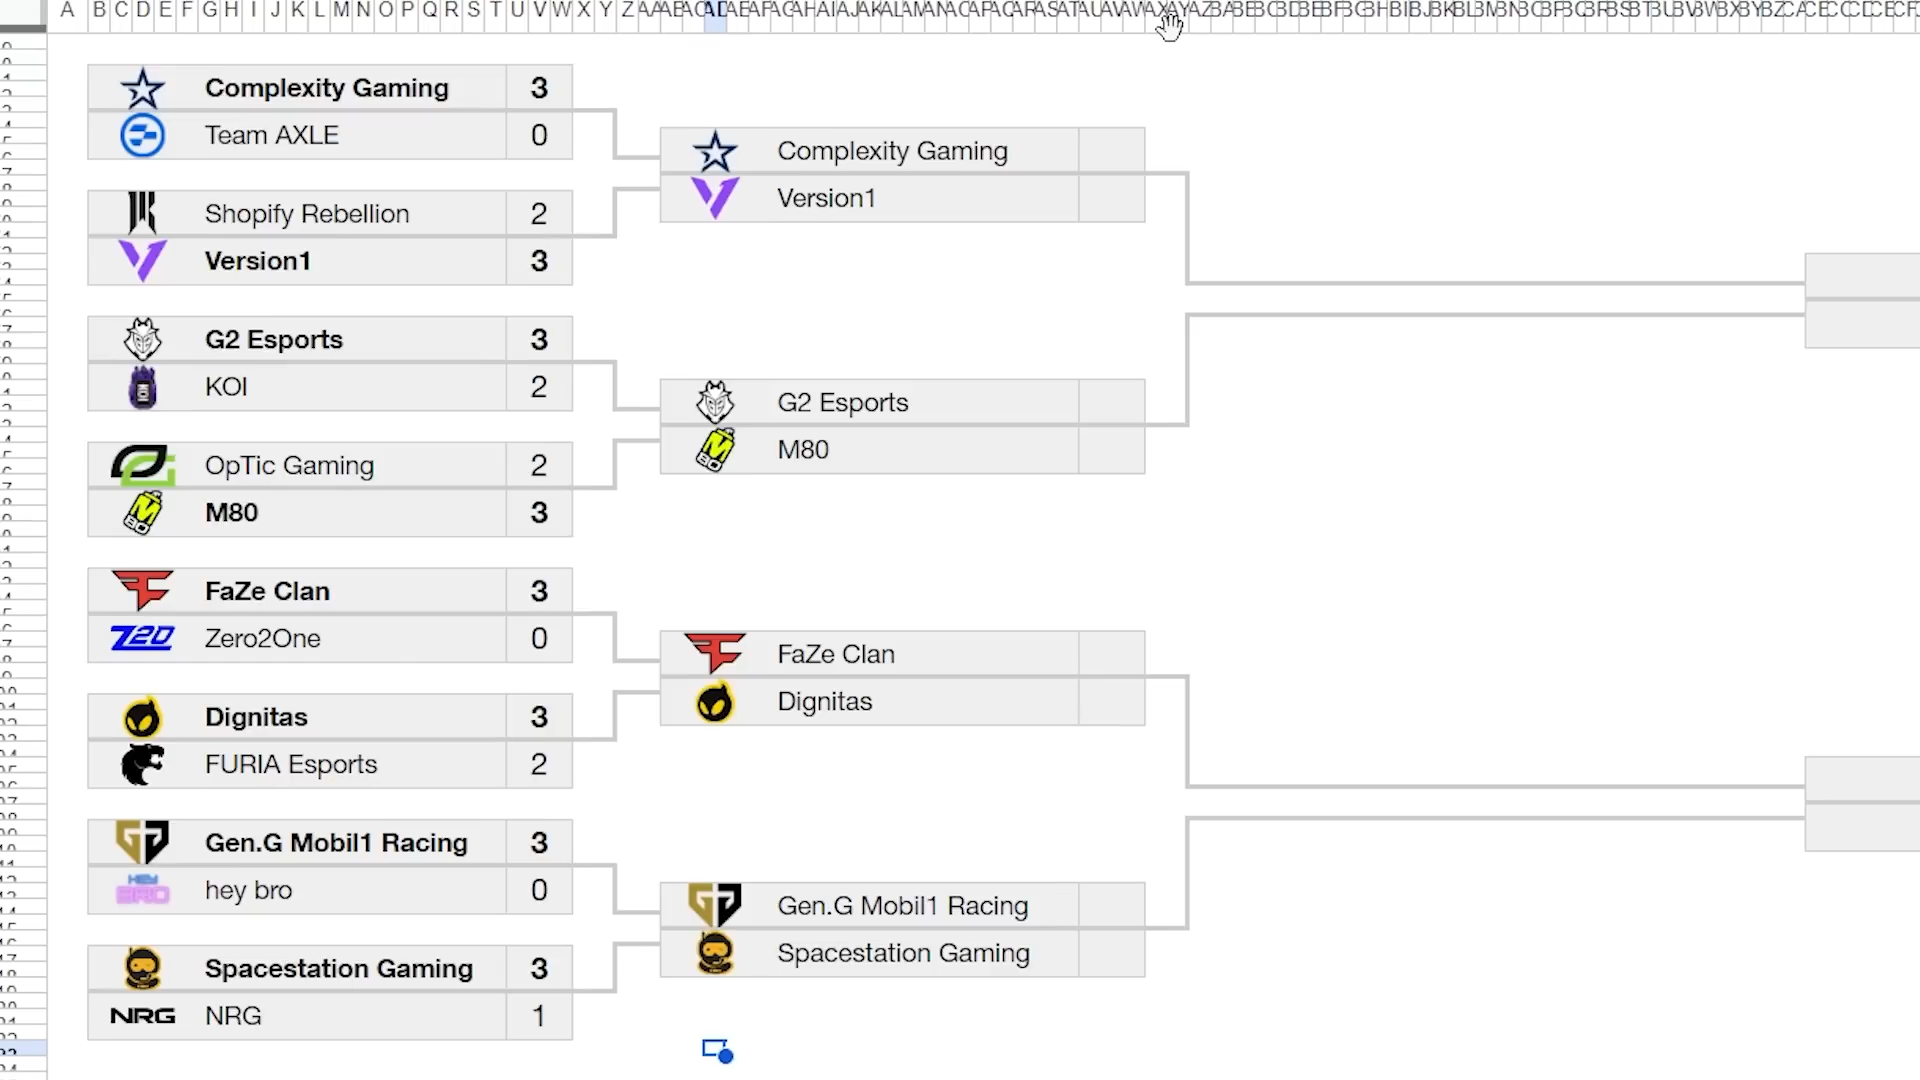 A B C D E F G H I J K L M N O P Q R S T U V W X Y Z
Complexity Gaming 3
Team AXLE 0
Shopify Rebellion 2
Version1 3
G2 Esports 3
KOI 2
OpTic Gaming 2
M80 3
FaZe Clan 3
Zero2One 0
Dignitas 3
FURIA Esports 2
Gen.G Mobil1 Racing 3
HEY BRO hey bro 0
Spacestation Gaming 3
NRG NRG 1
Complexity Gaming
Version1
G2 Esports
M80
FaZe Clan
Dignitas
Gen.G Mobil1 Racing
Spacestation Gaming